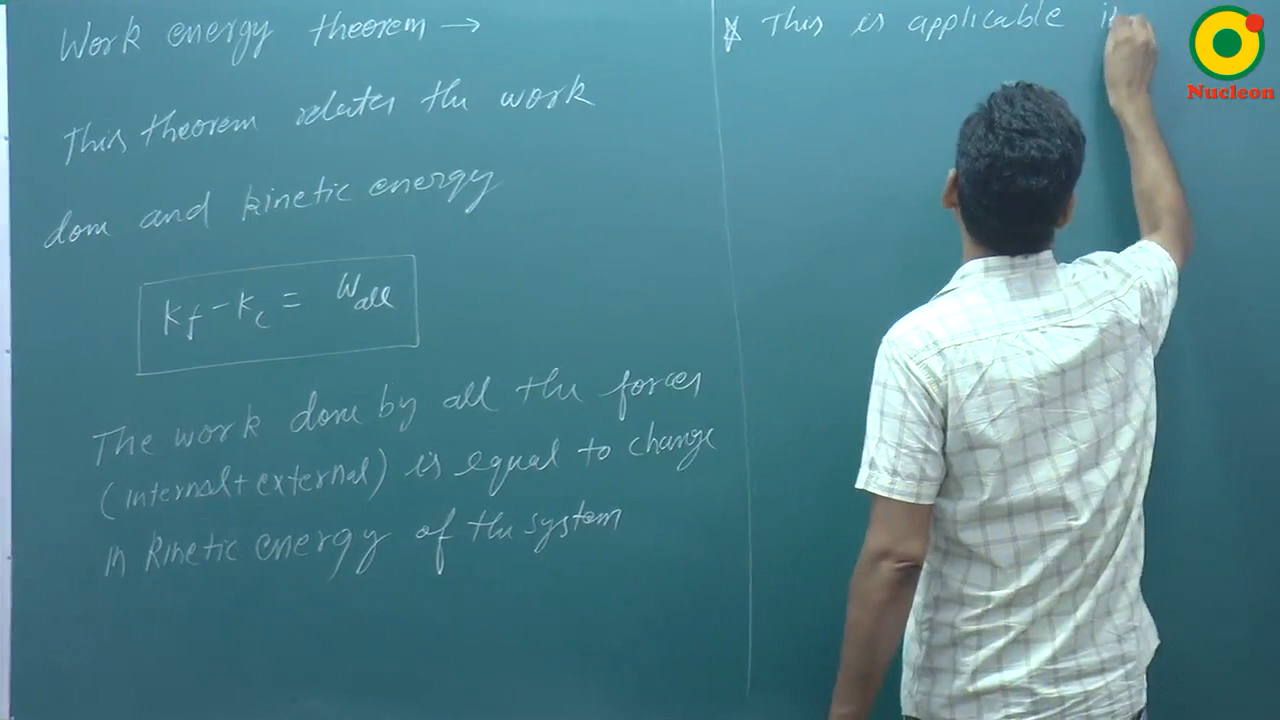 Work energy theorem →
This theorem relates the work
done and kinetic energy
Kf - Ki = Wall
The work done by all the forces
(internal + external) is equal to change
in kinetic energy of the system
☆ This is applicable i
Nucleon